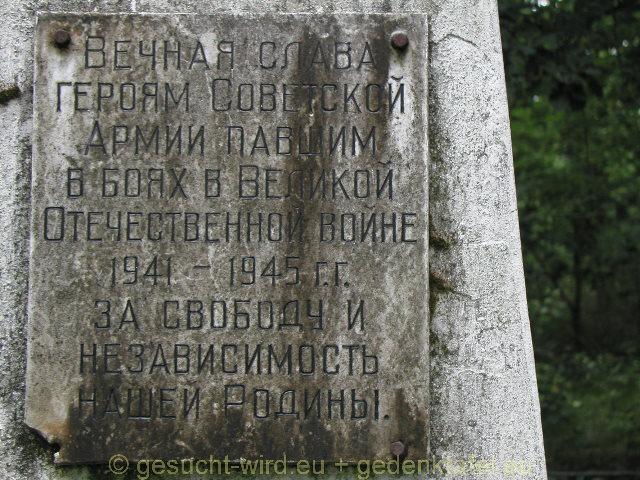 Вечная слава
героям Советской
Армии павшим
в боях в Великой
Отечественной войне
1941 – 1945 г.г.
за свободу и
независимость
нашей Родины.
© gesucht-wird.eu + gedenktafel.eu